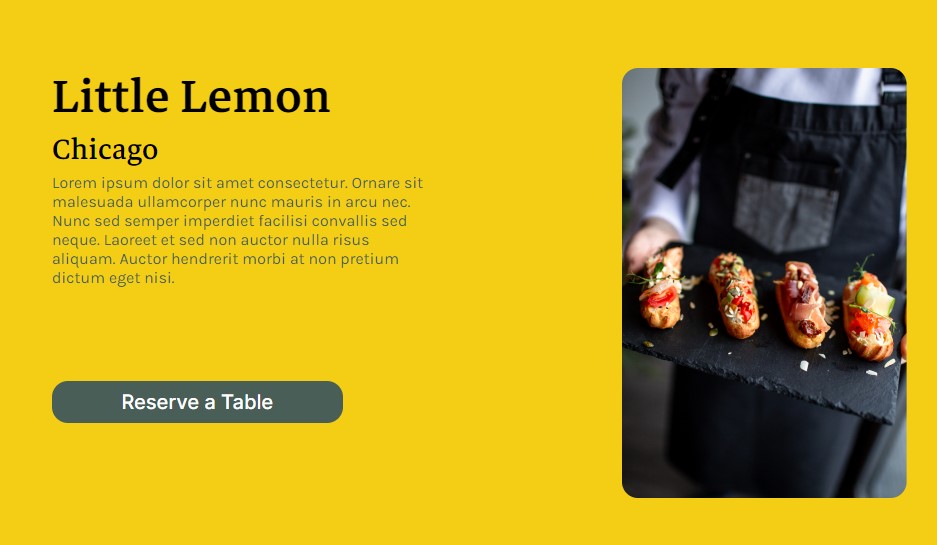 Little Lemon
Chicago
Lorem ipsum dolor sit amet consectetur. Ornare sit
malesuada ullamcorper nunc mauris in arcu nec.
Nunc sed semper imperdiet facilisi convallis sed
neque. Laoreet et sed non auctor nulla risus
aliquam. Auctor hendrerit morbi at non pretium
dictum eget nisi.
Reserve a Table